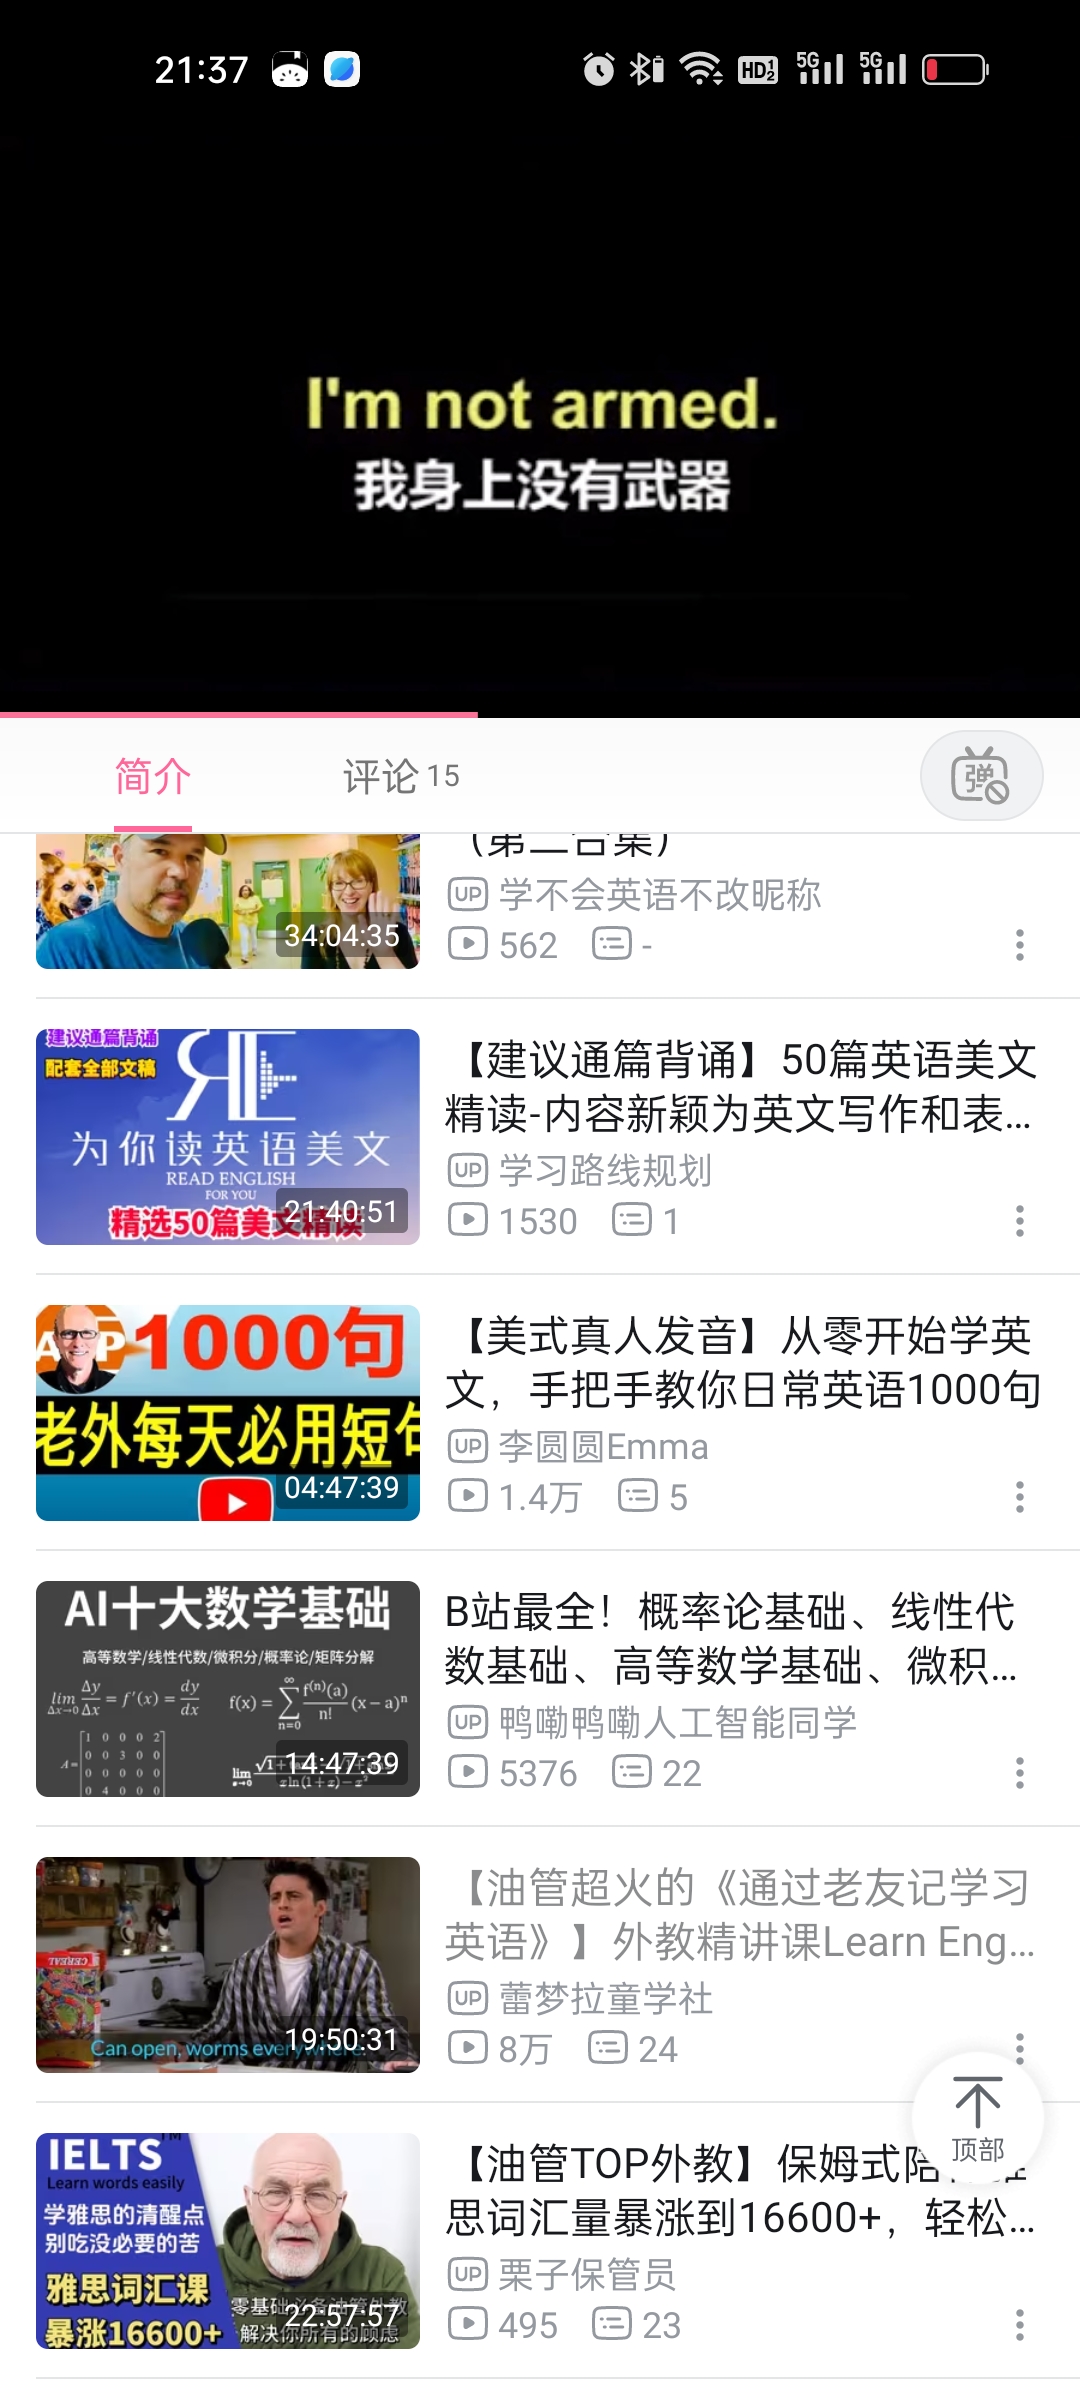 21:37
HD 1 2
5G
5G
I'm not armed.
我身上没有武器
简介
评论 15
弹
34:04:35
（第二合集）
UP 学不会英语不改昵称
562
-
建议通篇背诵
配套全部文稿
为你读英语美文
READ ENGLISH
FOR YOU
精选50篇美文精读
21:40:51
【建议通篇背诵】50篇英语美文
精读-内容新颖为英文写作和表...
UP 学习路线规划
1530
1
1000句
老外每天必用短句
04:47:39
【美式真人发音】从零开始学英
文，手把手教你日常英语1000句
UP 李圆圆Emma
1.4万
5
AI十大数学基础
高等数学/线性代数/微积分/概率论/矩阵分解
lim Δx→0 Δy/Δx = f'(x) = dy/dx
f(x) = ∑ n=0 ∞ f(n)(a)/n! (x − a)^n
14:47:39
B站最全！概率论基础、线性代
数基础、高等数学基础、微积...
UP 鸭嘞鸭嘞人工智能同学
5376
22
CEREAL
Can open, worms everywhere.
19:50:31
【油管超火的《通过老友记学习
英语》】外教精讲课Learn Eng...
UP 蕾梦拉童学社
8万
24
顶部
IELTS TM
Learn words easily
学雅思的清醒点
别吃没必要的苦
雅思词汇课
暴涨16600+
解决你所有的顾虑
22:57:57
【油管TOP外教】保姆式陪
思词汇量暴涨到16600+，轻松...
UP 栗子保管员
495
23